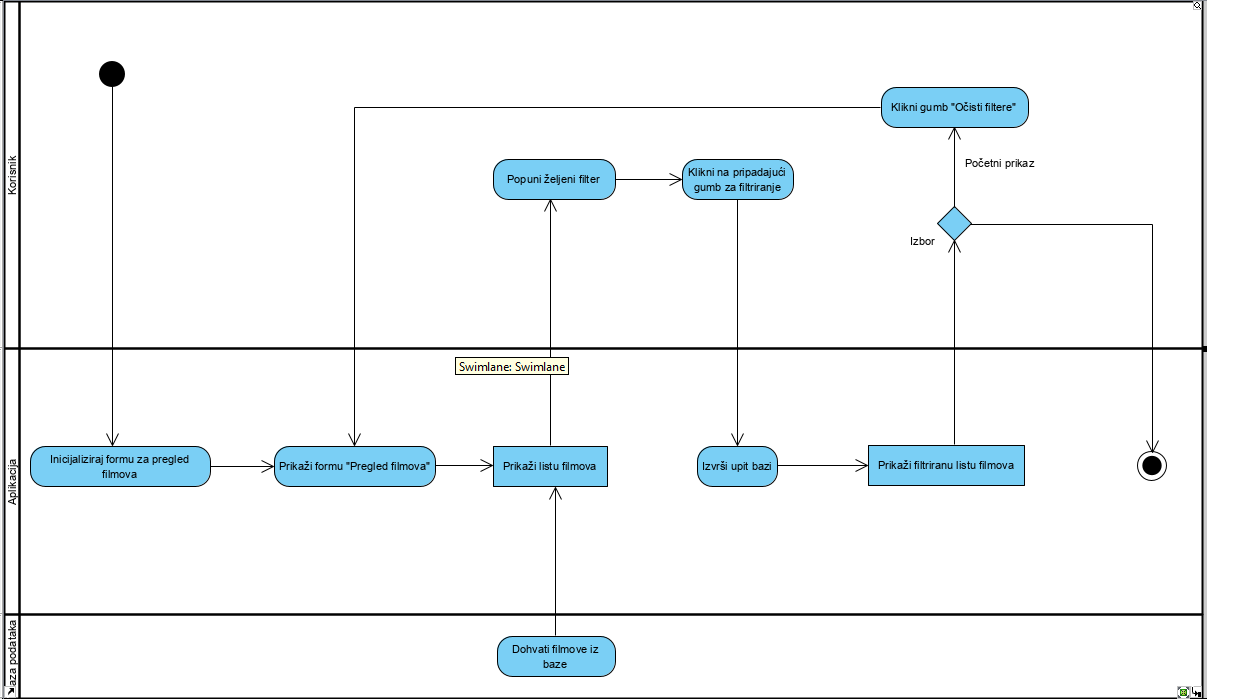 Korisnik
Klikni gumb "Očisti filtere"
Početni prikaz
Popuni željeni filter
Klikni na pripadajući
gumb za filtriranje
Izbor
Swimlane: Swimlane
Aplikacija
Inicijaliziraj formu za pregled
filmova
Prikaži formu "Pregled filmova"
Prikaži listu filmova
Izvrši upit bazi
Prikaži filtriranu listu filmova
aza podataka
Dohvati filmove iz
baze